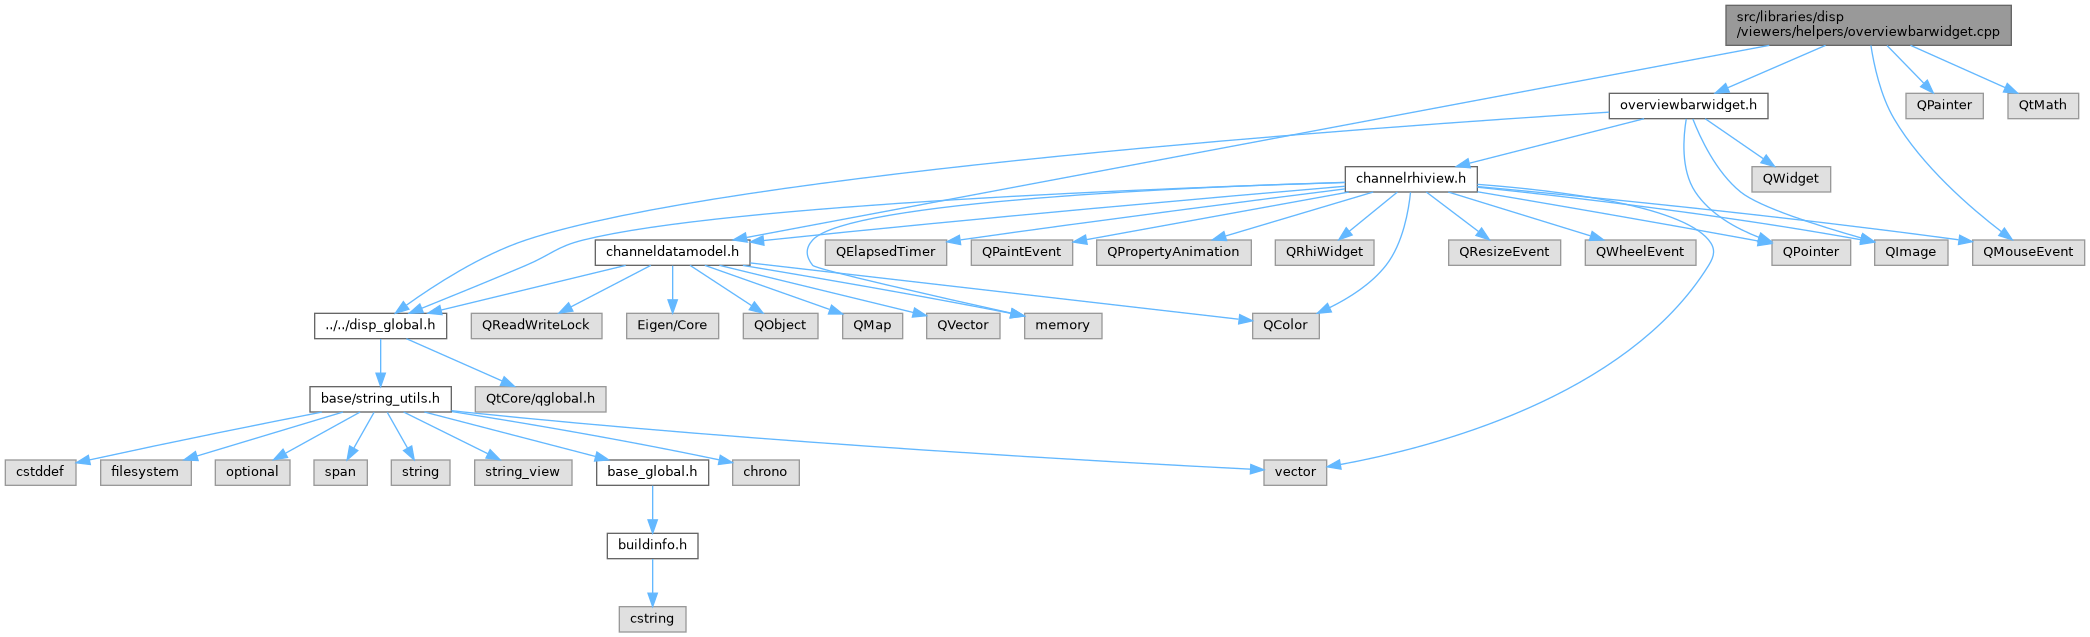 src/libraries/disp
/viewers/helpers/overviewbarwidget.cpp
overviewbarwidget.h
QPainter
QtMath
channelrhiview.h
QWidget
channeldatamodel.h
QElapsedTimer
QPaintEvent
QPropertyAnimation
QRhiWidget
QResizeEvent
QWheelEvent
QPointer
QImage
QMouseEvent
../../disp_global.h
QReadWriteLock
Eigen/Core
QObject
QMap
QVector
memory
QColor
base/string_utils.h
QtCore/qglobal.h
cstddef
filesystem
optional
span
string
string_view
base_global.h
chrono
vector
buildinfo.h
cstring